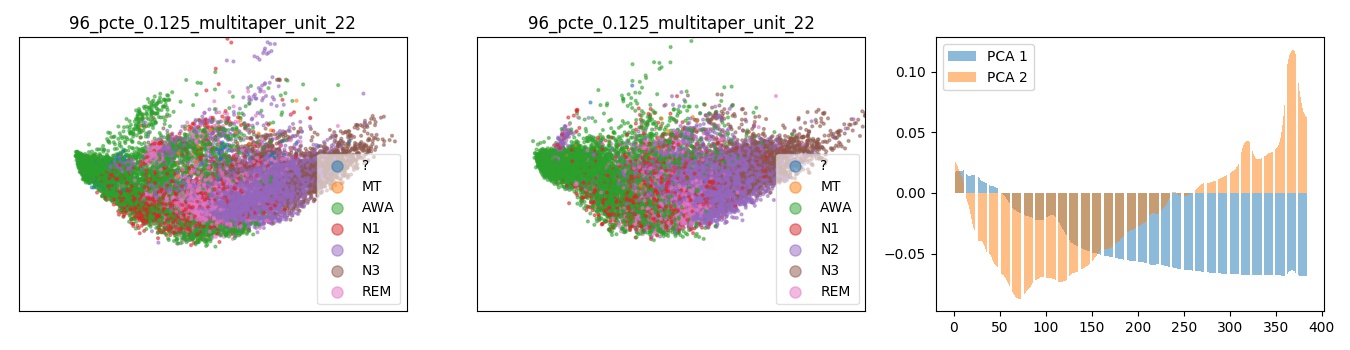 96_pcte_0.125_multitaper_unit_22
?
MT
AWA
N1
N2
N3
REM
96_pcte_0.125_multitaper_unit_22
?
MT
AWA
N1
N2
N3
REM
PCA 1
PCA 2
0.10
0.05
0.00
−0.05
0 50 100 150 200 250 300 350 400